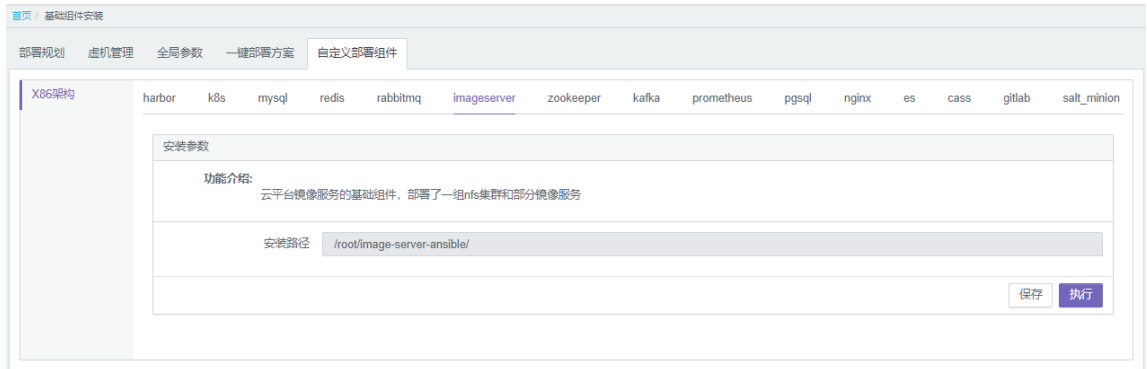 首页 / 基础组件安装
部署规划 虚机管理 全局参数 一键部署方案 自定义部署组件
X86架构
harbor k8s mysql redis rabbitmq imageserver zookeeper kafka prometheus pgsql nginx es cass gitlab salt_minion
安装参数
功能介绍:
云平台镜像服务的基础组件，部署了一组nfs集群和部分镜像服务
安装路径 /root/image-server-ansible/
保存 执行